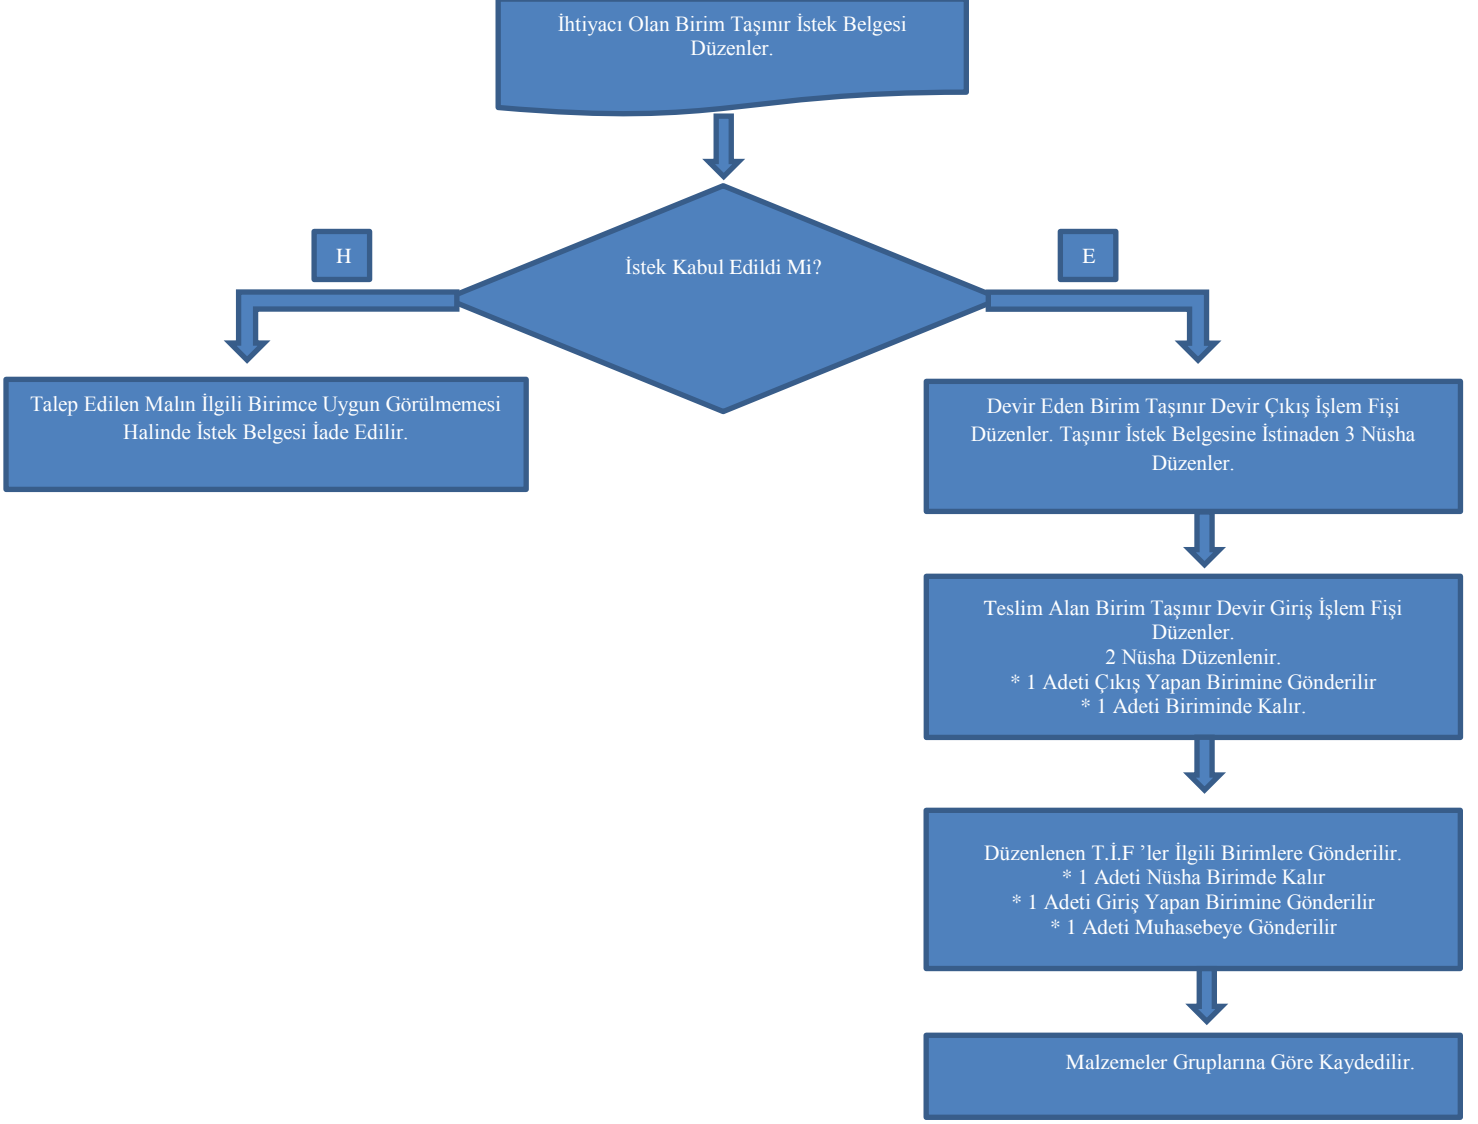 İhtiyacı Olan Birim Taşınır İstek Belgesi
Düzenler.
H
İstek Kabul Edildi Mi?
E
Talep Edilen Malın İlgili Birimce Uygun Görülmemesi
Halinde İstek Belgesi İade Edilir.
Devir Eden Birim Taşınır Devir Çıkış İşlem Fişi
Düzenler. Taşınır İstek Belgesine İstinaden 3 Nüsha
Düzenler.
Teslim Alan Birim Taşınır Devir Giriş İşlem Fişi
Düzenler.
2 Nüsha Düzenlenir.
* 1 Adeti Çıkış Yapan Birimine Gönderilir
* 1 Adeti Biriminde Kalır.
Düzenlenen T.İ.F ’ler İlgili Birimlere Gönderilir.
* 1 Adeti Nüsha Birimde Kalır
* 1 Adeti Giriş Yapan Birimine Gönderilir
* 1 Adeti Muhasebeye Gönderilir
Malzemeler Gruplarına Göre Kaydedilir.